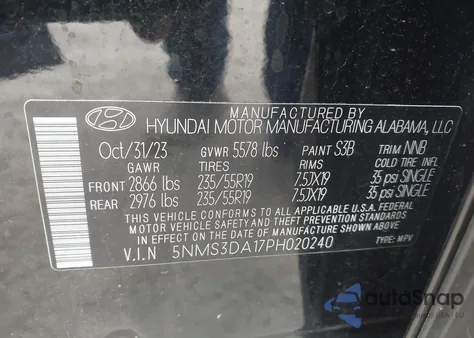 MANUFACTURED BY
HYUNDAI MOTOR MANUFACTURING ALABAMA, LLC
Oct/31/23 GVWR 5578 lbs PAINT S3B TRIM NNB
GAWR TIRES RIMS COLD TIRE INFL
FRONT 2866 lbs 235/55R19 7.5JX19 35 psi SINGLE
REAR 2976 lbs 235/55R19 7.5JX19 35 psi SINGLE
THIS VEHICLE CONFORMS TO ALL APPLICABLE U.S.A. FEDERAL
MOTOR VEHICLE SAFETY AND BUMPER STANDARDS IN
EFFECT ON THE DATE OF MANUFACTURE SHOWN ABOVE.
V.I.N 5NMS3DA17PH020240 TYPE: MPV
autoSnap